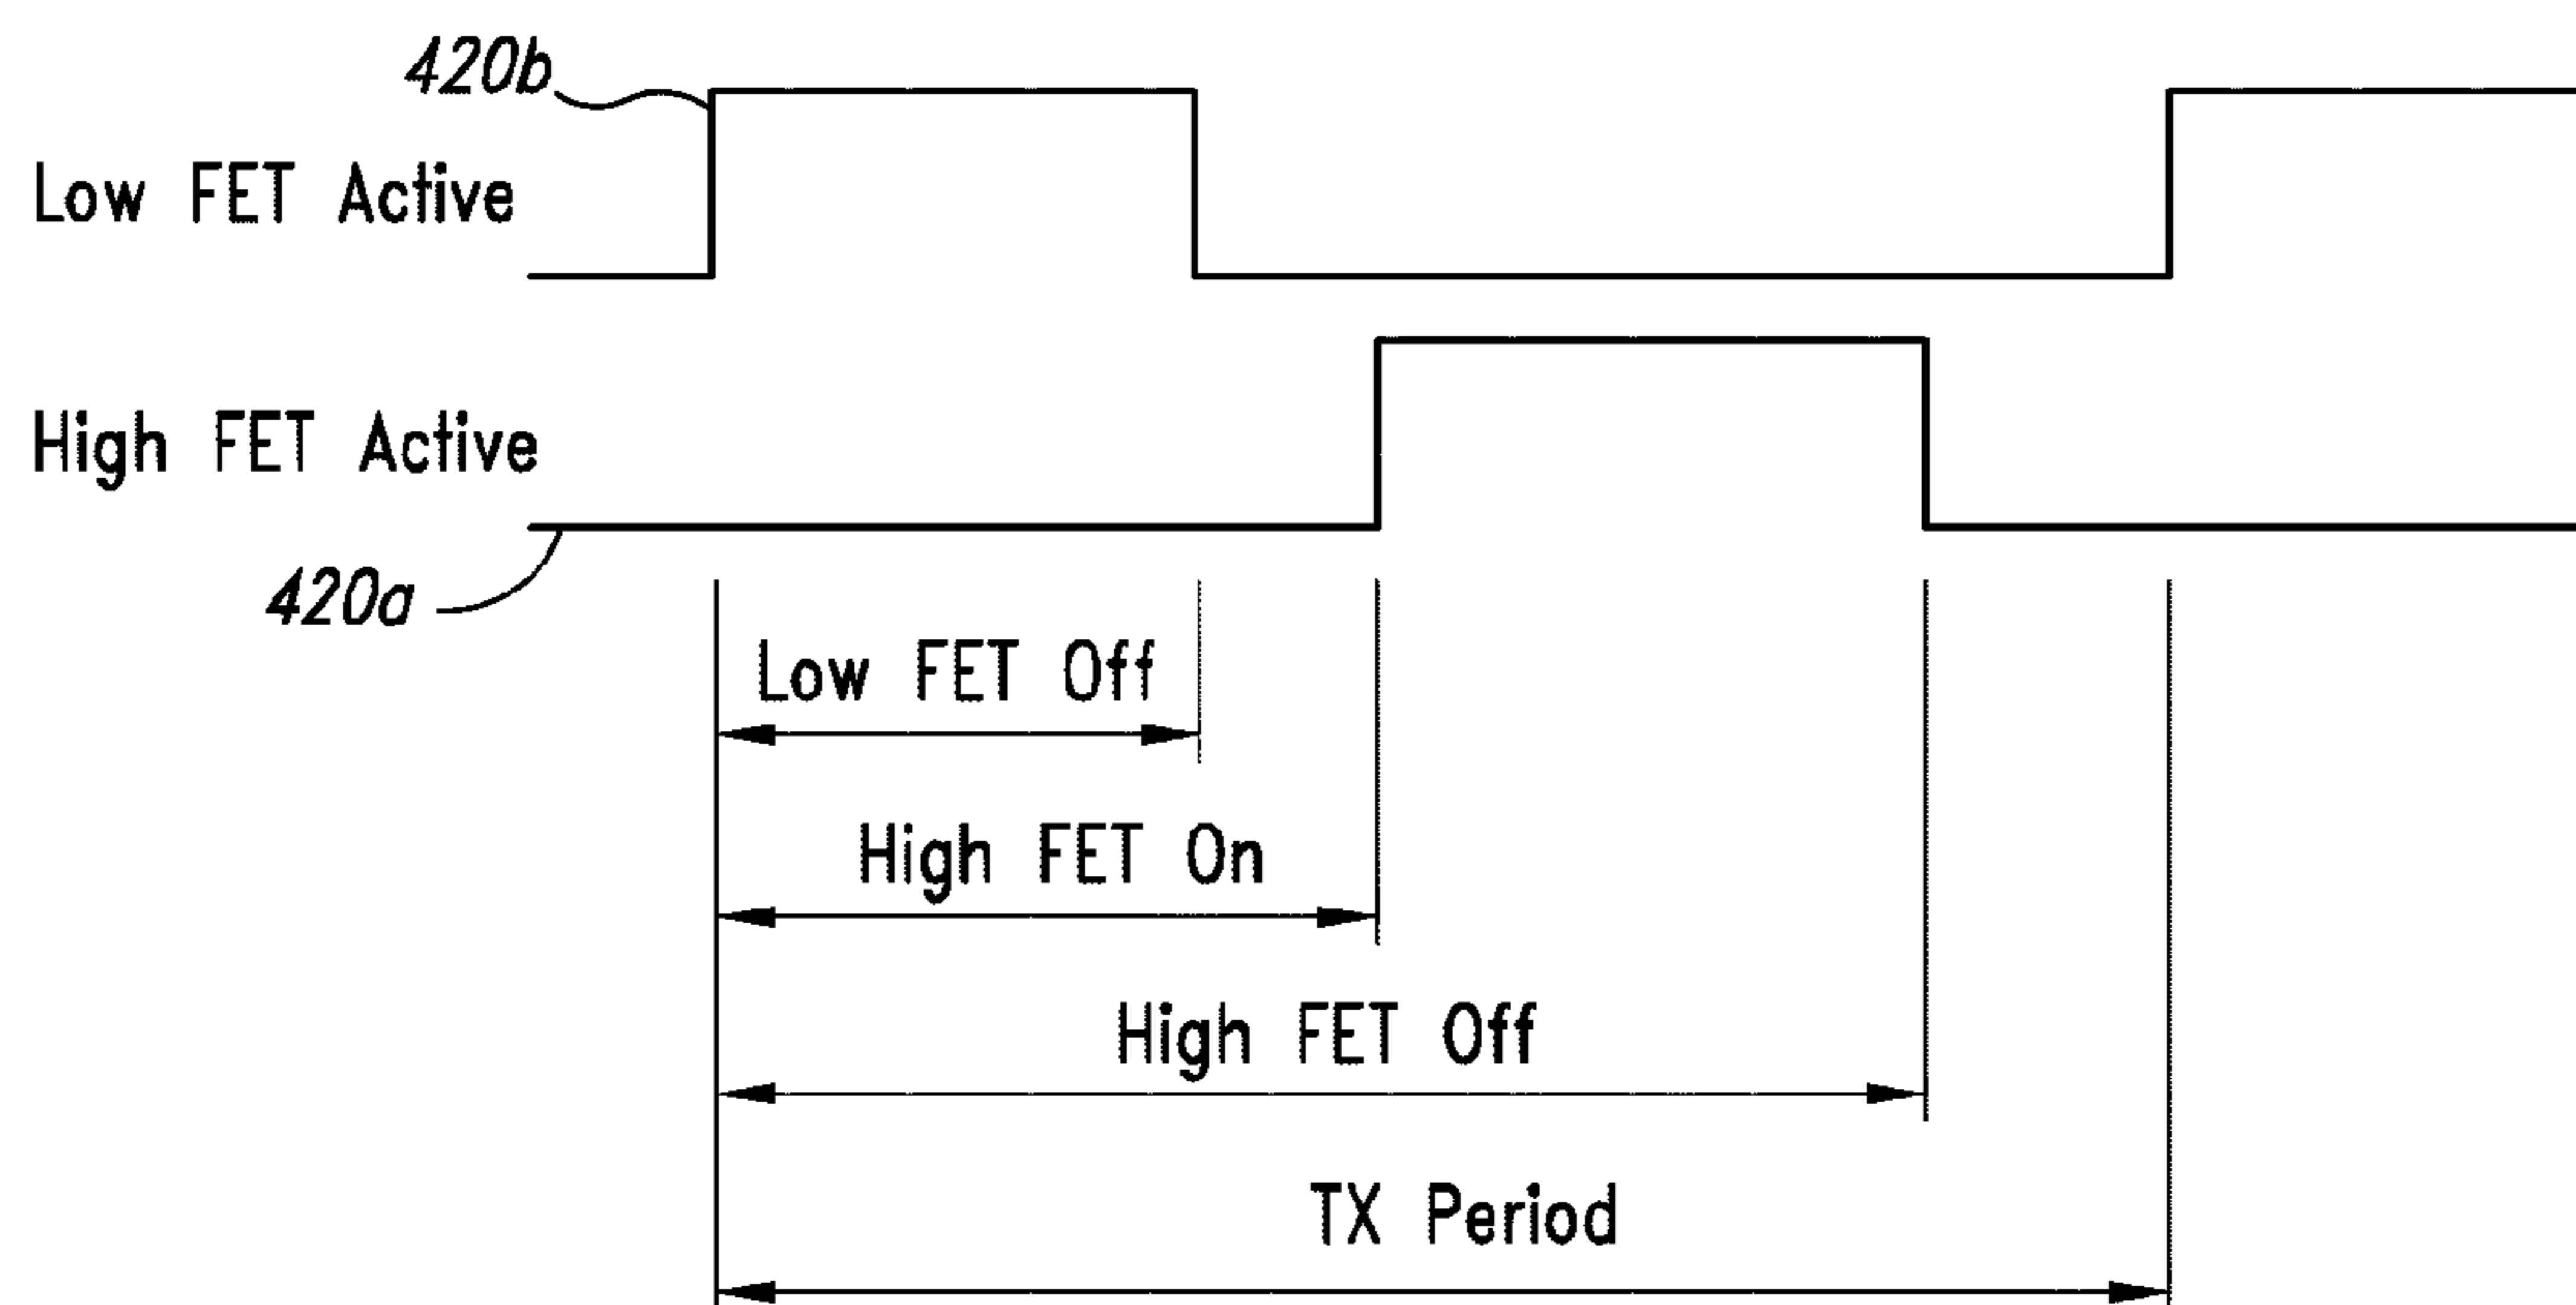 420b
Low FET Active
High FET Active
420a
Low FET Off
High FET On
High FET Off
TX Period